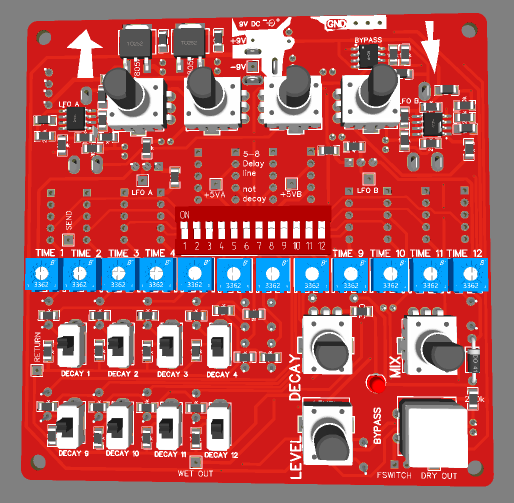 9V DC
GND
+9V
-9V
BYPASS
TO252
TO252
7805
LFO A
LFO B
5-8
Delay
line
not
decay
+5VA
+5VB
LFO A
LFO B
SEND
ON
1 2 3 4 5 6 7 8 9 10 11 12
TIME 1 TIME 2 TIME 3 TIME 4 TIME 9 TIME 10 TIME 11 TIME 12
3362 3362 3362 3362 3362 3362 3362 3362 3362 3362 3362 3362
RETURN
DECAY 1 DECAY 2 DECAY 3 DECAY 4
DECAY
MIX
DECAY 9 DECAY 10 DECAY 11 DECAY 12
LEVEL
BYPASS
WET OUT
FSWITCH
DRY OUT